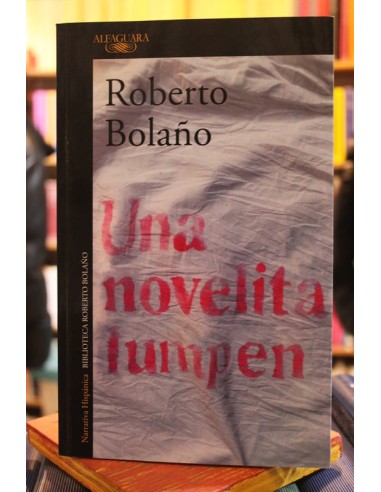 ALFAGUARA
Roberto
Bolaño
Una
novelita
lumpen
Narrativa Hispánica BIBLIOTECA ROBERTO BOLAÑO